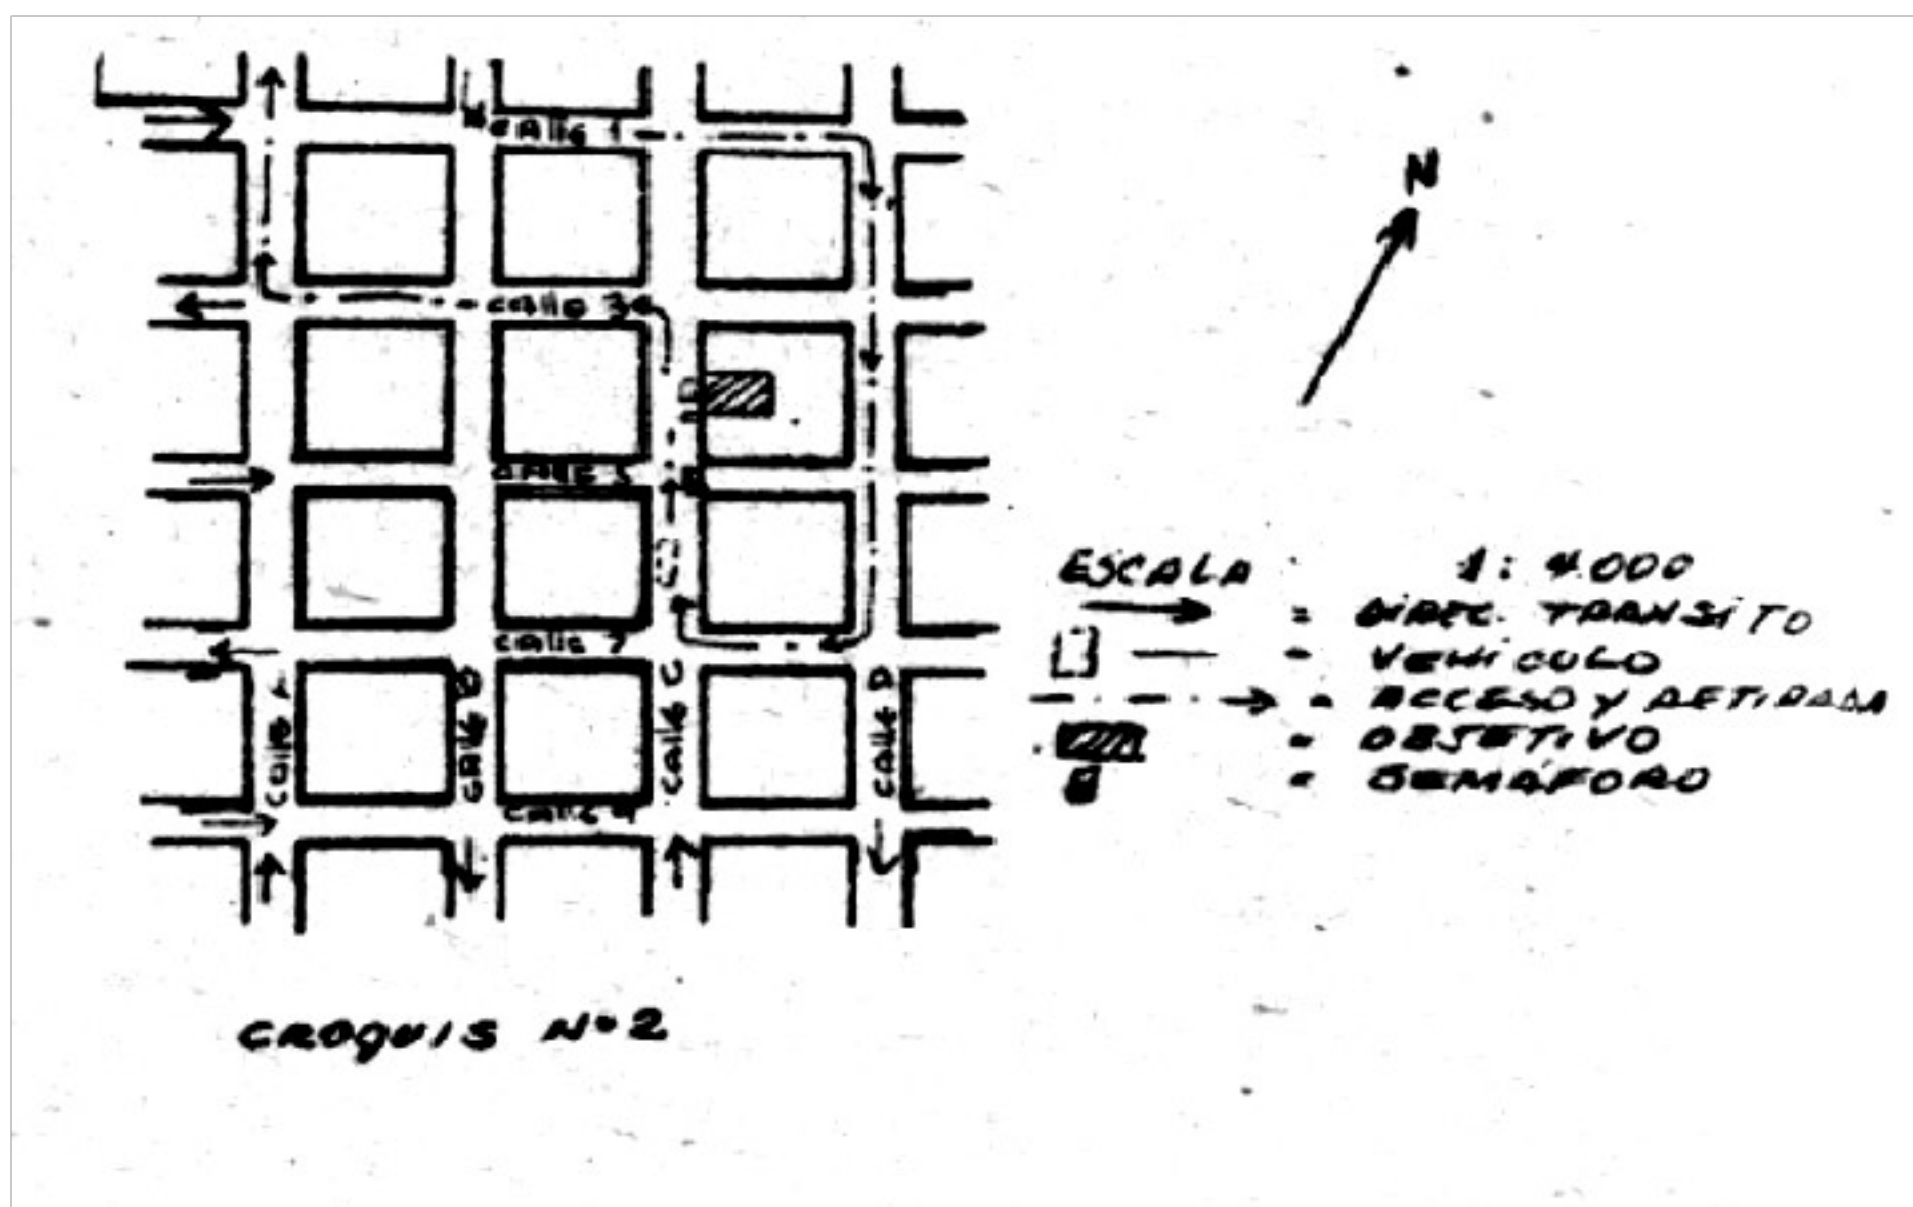 calle 1
calle 3
calle 5
calle 7
calle A
calle B
calle C
calle D
calle 9
N
ESCALA : 1:4.000
= DIREC. TRANSITO
= VEHICULO
= ACCESO Y RETIRADA
= OBJETIVO
= SEMÁFORO
CROQUIS Nº 2